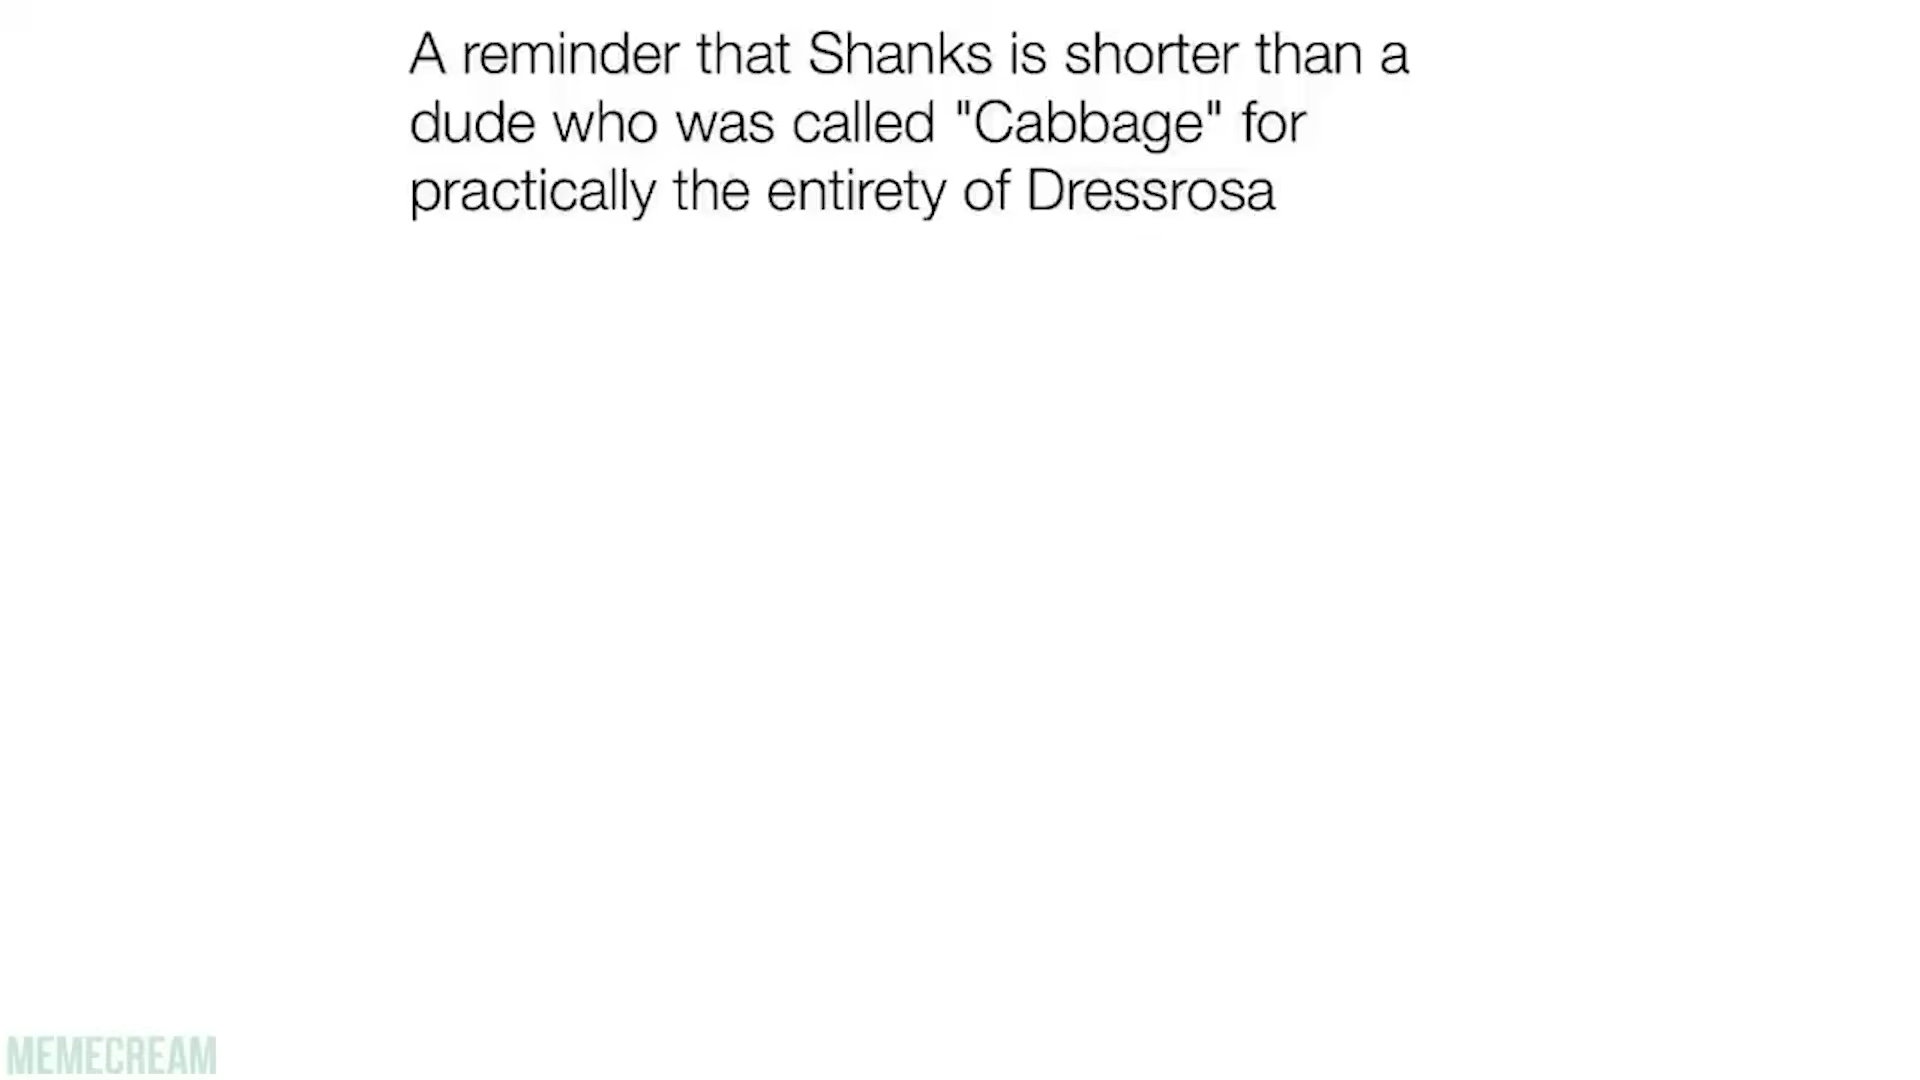 A reminder that Shanks is shorter than a
dude who was called "Cabbage" for
practically the entirety of Dressrosa
MEMECREAM